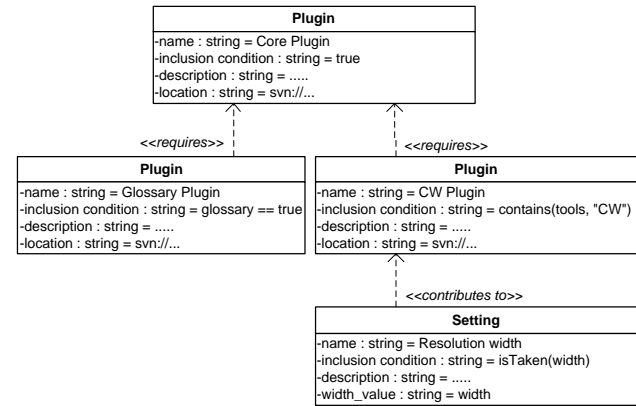 Plugin
-name : string = Core Plugin
-inclusion condition : string = true
-description : string = .....
-location : string = svn://...
<<requires>>
<<requires>>
Plugin
-name : string = Glossary Plugin
-inclusion condition : string = glossary == true
-description : string = .....
-location : string = svn://...
Plugin
-name : string = CW Plugin
-inclusion condition : string = contains(tools, "CW")
-description : string = .....
-location : string = svn://...
<<contributes to>>
Setting
-name : string = Resolution width
-inclusion condition : string = isTaken(width)
-description : string = .....
-width_value : string = width